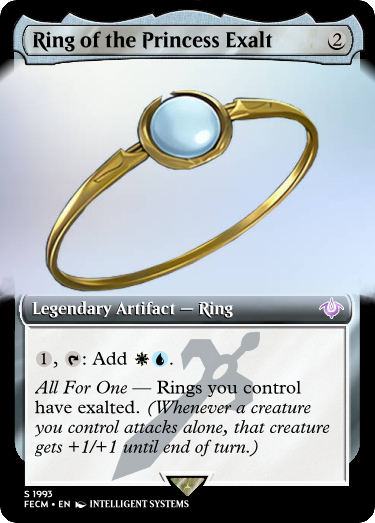 Ring of the Princess Exalt 2
Legendary Artifact — Ring
1, : Add .
All For One — Rings you control
have exalted. (Whenever a creature
you control attacks alone, that creature
gets +1/+1 until end of turn.)
S 1993
FECM • EN INTELLIGENT SYSTEMS